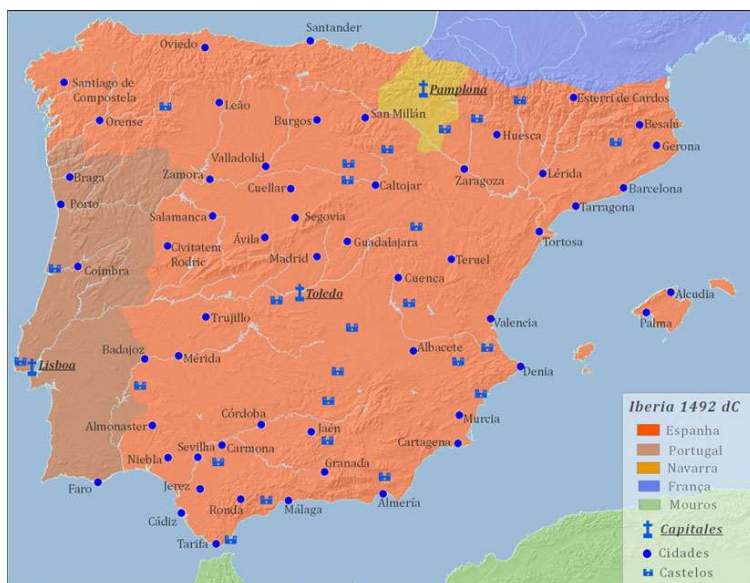 Santander
Oviedo
Santiago de
Compostela
Leão
Pamplona
Esterri de Cardos
Orense
Burgos
San Millán
Huesca
Besalú
Gerona
Valladolid
Braga
Zamora
Cuellar
Caltojar
Zaragoza
Lérida
Barcelona
Porto
Salamanca
Segovia
Tarragona
Civitatem
Rodric
Ávila
Guadalajara
Tortosa
Coimbra
Madrid
Teruel
Cuenca
Toledo
Alcudia
Palma
Trujillo
Valencia
Badajoz
Mérida
Albacete
Lisboa
Denia
Almonaster
Córdoba
Jaén
Murcia
Niebla
Sevilha
Carmona
Cartagena
Faro
Jerez
Granada
Ronda
Málaga
Almería
Cádiz
Tarifa
Iberia 1492 dC
Espanha
Portugal
Navarra
França
Mouros
Capitales
Cidades
Castelos